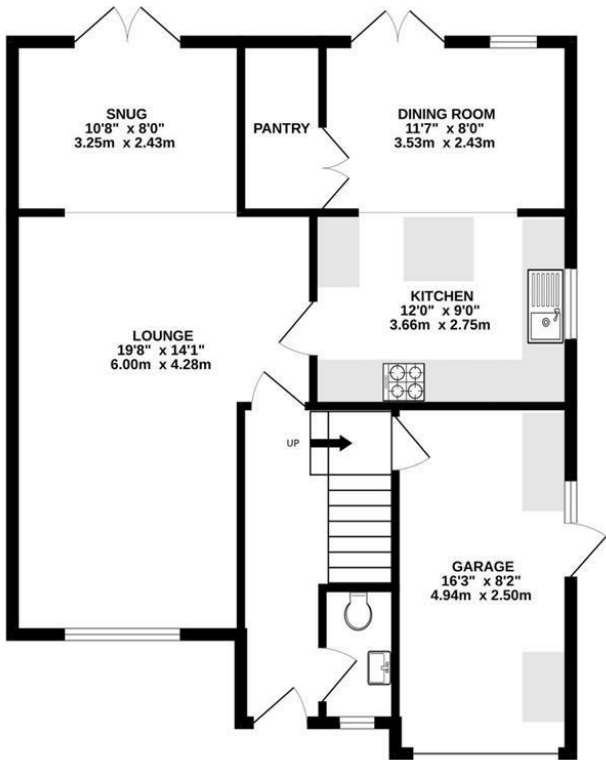 SNUG
10'8" x 8'0"
3.25m x 2.43m
PANTRY
DINING ROOM
11'7" x 8'0"
3.53m x 2.43m
KITCHEN
12'0" x 9'0"
3.66m x 2.75m
LOUNGE
19'8" x 14'1"
6.00m x 4.28m
UP
GARAGE
16'3" x 8'2"
4.94m x 2.50m